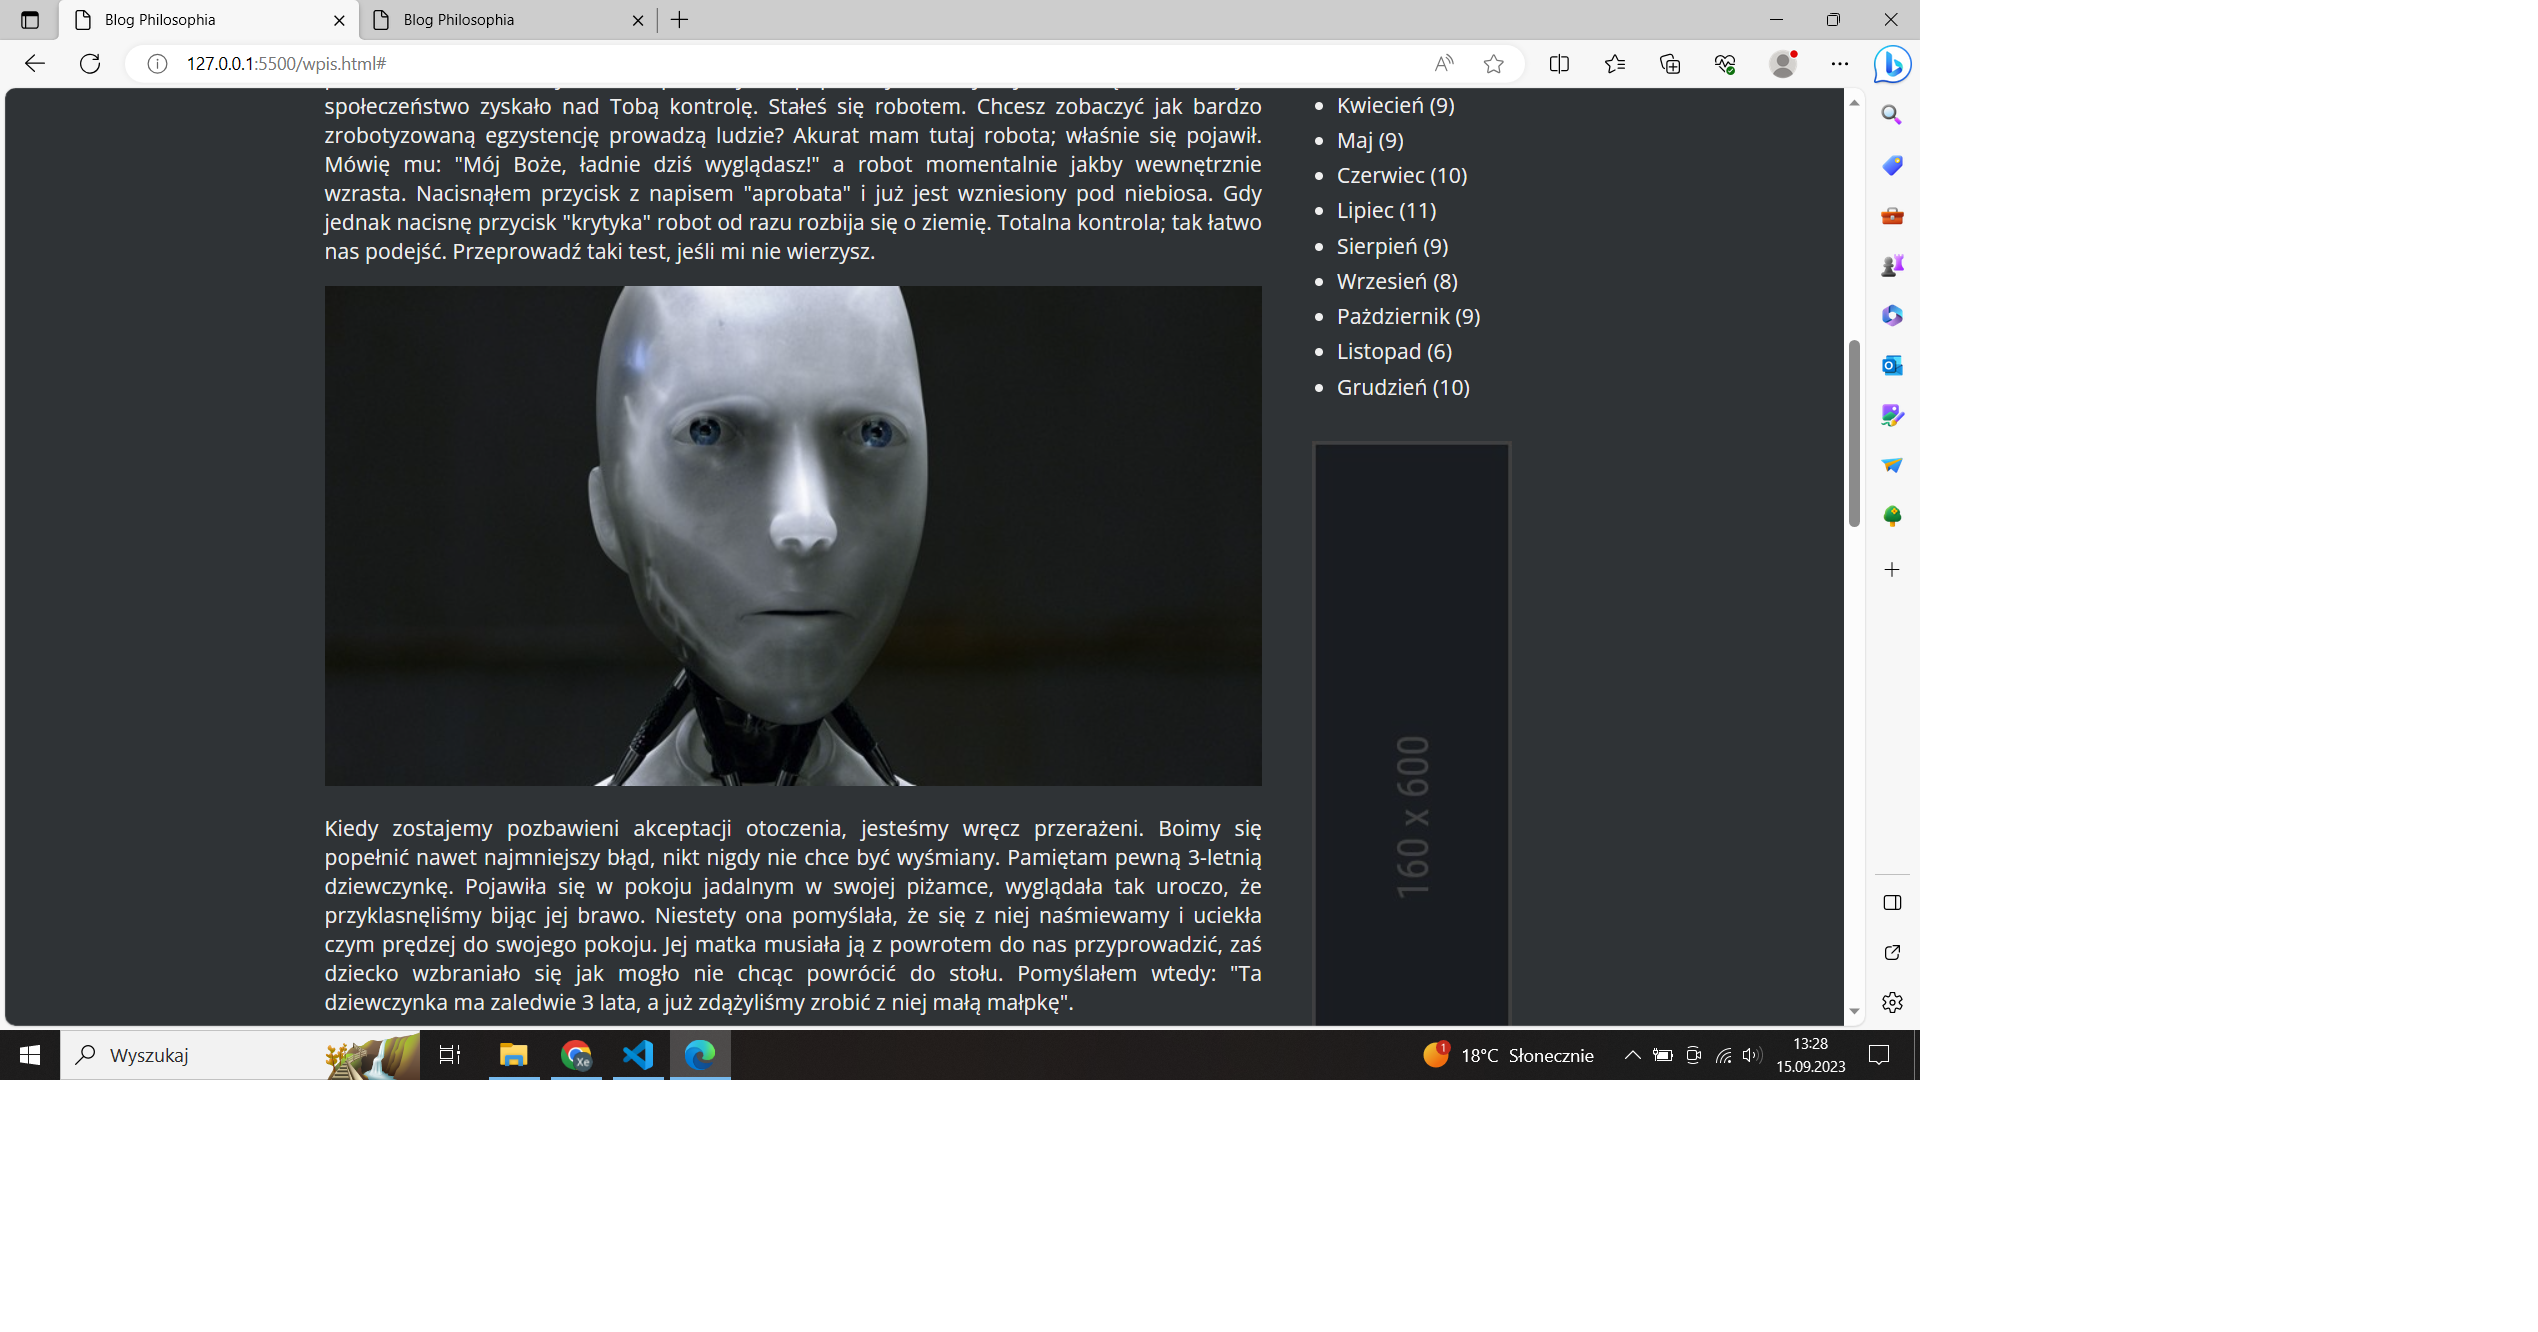 Blog Philosophia
Blog Philosophia
127.0.0.1:5500/wpis.html#
społeczeństwo zyskało nad Tobą kontrolę. Stałeś się robotem. Chcesz zobaczyć jak bardzo
zrobotyzowaną egzystencję prowadzą ludzie? Akurat mam tutaj robota; właśnie się pojawił.
Mówię mu: "Mój Boże, ładnie dziś wyglądasz!" a robot momentalnie jakby wewnętrznie
wzrasta. Nacisnąłem przycisk z napisem "aprobata" i już jest wzniesiony pod niebiosa. Gdy
jednak nacisnę przycisk "krytyka" robot od razu rozbija się o ziemię. Totalna kontrola; tak łatwo
nas podejść. Przeprowadź taki test, jeśli mi nie wierzysz.
Kiedy zostajemy pozbawieni akceptacji otoczenia, jesteśmy wręcz przerażeni. Boimy się
popełnić nawet najmniejszy błąd, nikt nigdy nie chce być wyśmiany. Pamiętam pewną 3-letnią
dziewczynkę. Pojawiła się w pokoju jadalnym w swojej piżamce, wyglądała tak uroczo, że
przyklasnęliśmy bijąc jej brawo. Niestety ona pomyślała, że się z niej naśmiewamy i uciekła
czym prędzej do swojego pokoju. Jej matka musiała ją z powrotem do nas przyprowadzić, zaś
dziecko wzbraniało się jak mogło nie chcąc powrócić do stołu. Pomyślałem wtedy: "Ta
dziewczynka ma zaledwie 3 lata, a już zdążyliśmy zrobić z niej małą małpkę".
Kwiecień (9)
Maj (9)
Czerwiec (10)
Lipiec (11)
Sierpień (9)
Wrzesień (8)
Pażdziernik (9)
Listopad (6)
Grudzień (10)
160 x 600
Wyszukaj
Xe
1
18°C Słonecznie
13:28
15.09.2023